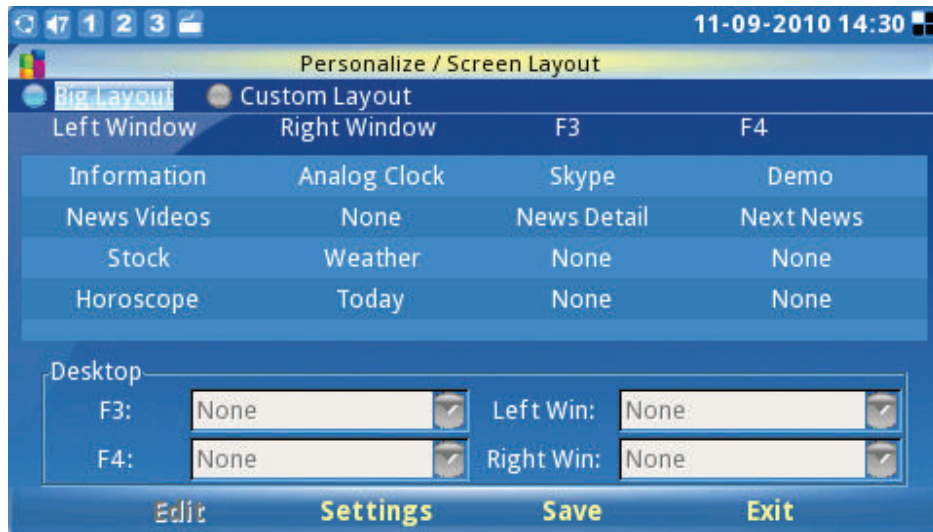 1 2 3 11-09-2010 14:30
Personalize / Screen Layout
Big Layout Custom Layout
Left Window Right Window F3 F4
Information Analog Clock Skype Demo
News Videos None News Detail Next News
Stock Weather None None
Horoscope Today None None
Desktop
F3: None Left Win: None
F4: None Right Win: None
Edit Settings Save Exit